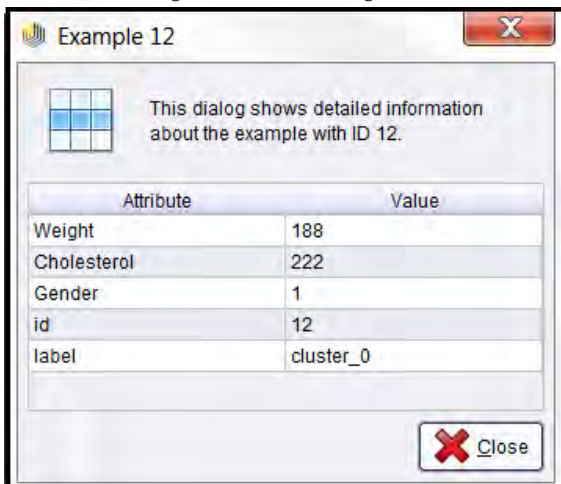 Example 12
X
This dialog shows detailed information
about the example with ID 12.
Attribute Value
Weight 188
Cholesterol 222
Gender 1
id 12
label cluster_0
Close